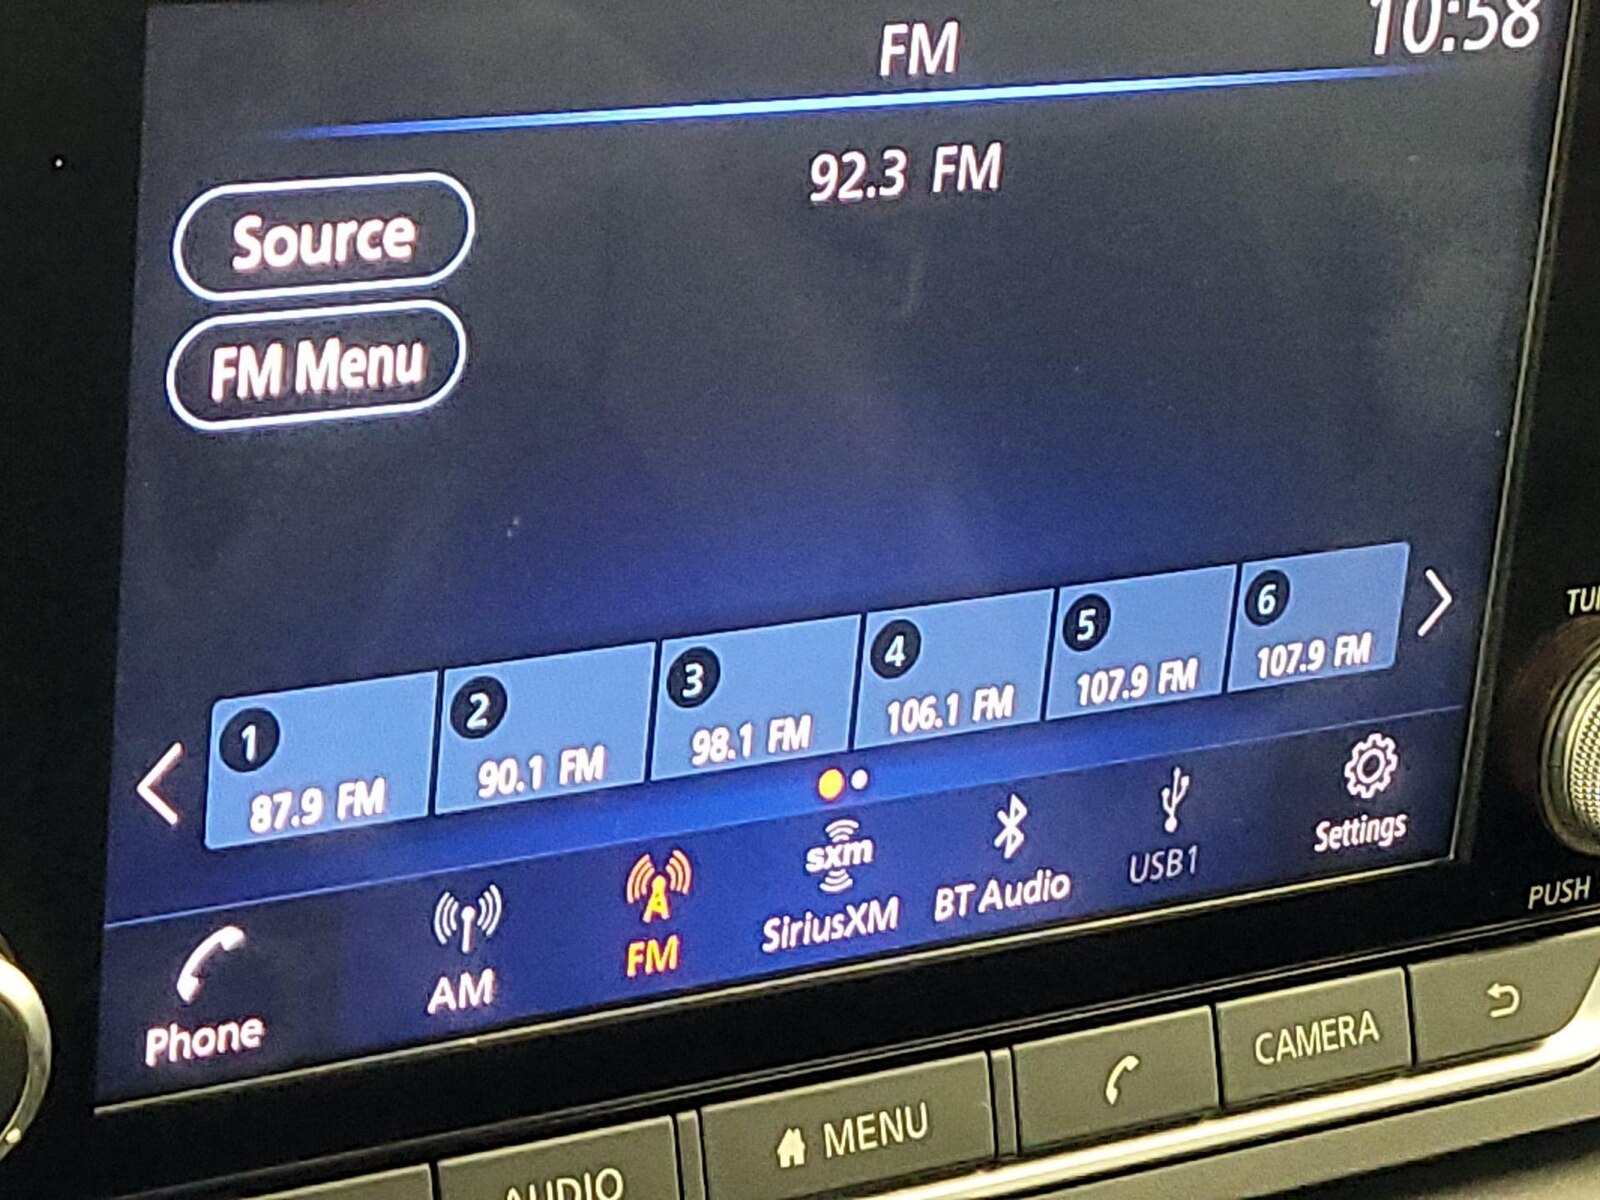 FM
10:58
92.3 FM
Source
FM Menu
1
87.9 FM
2
90.1 FM
3
98.1 FM
4
106.1 FM
5
107.9 FM
6
107.9 FM
Phone
AM
FM
sxm
SiriusXM
BT Audio
USB1
Settings
PUSH
AUDIO
MENU
CAMERA